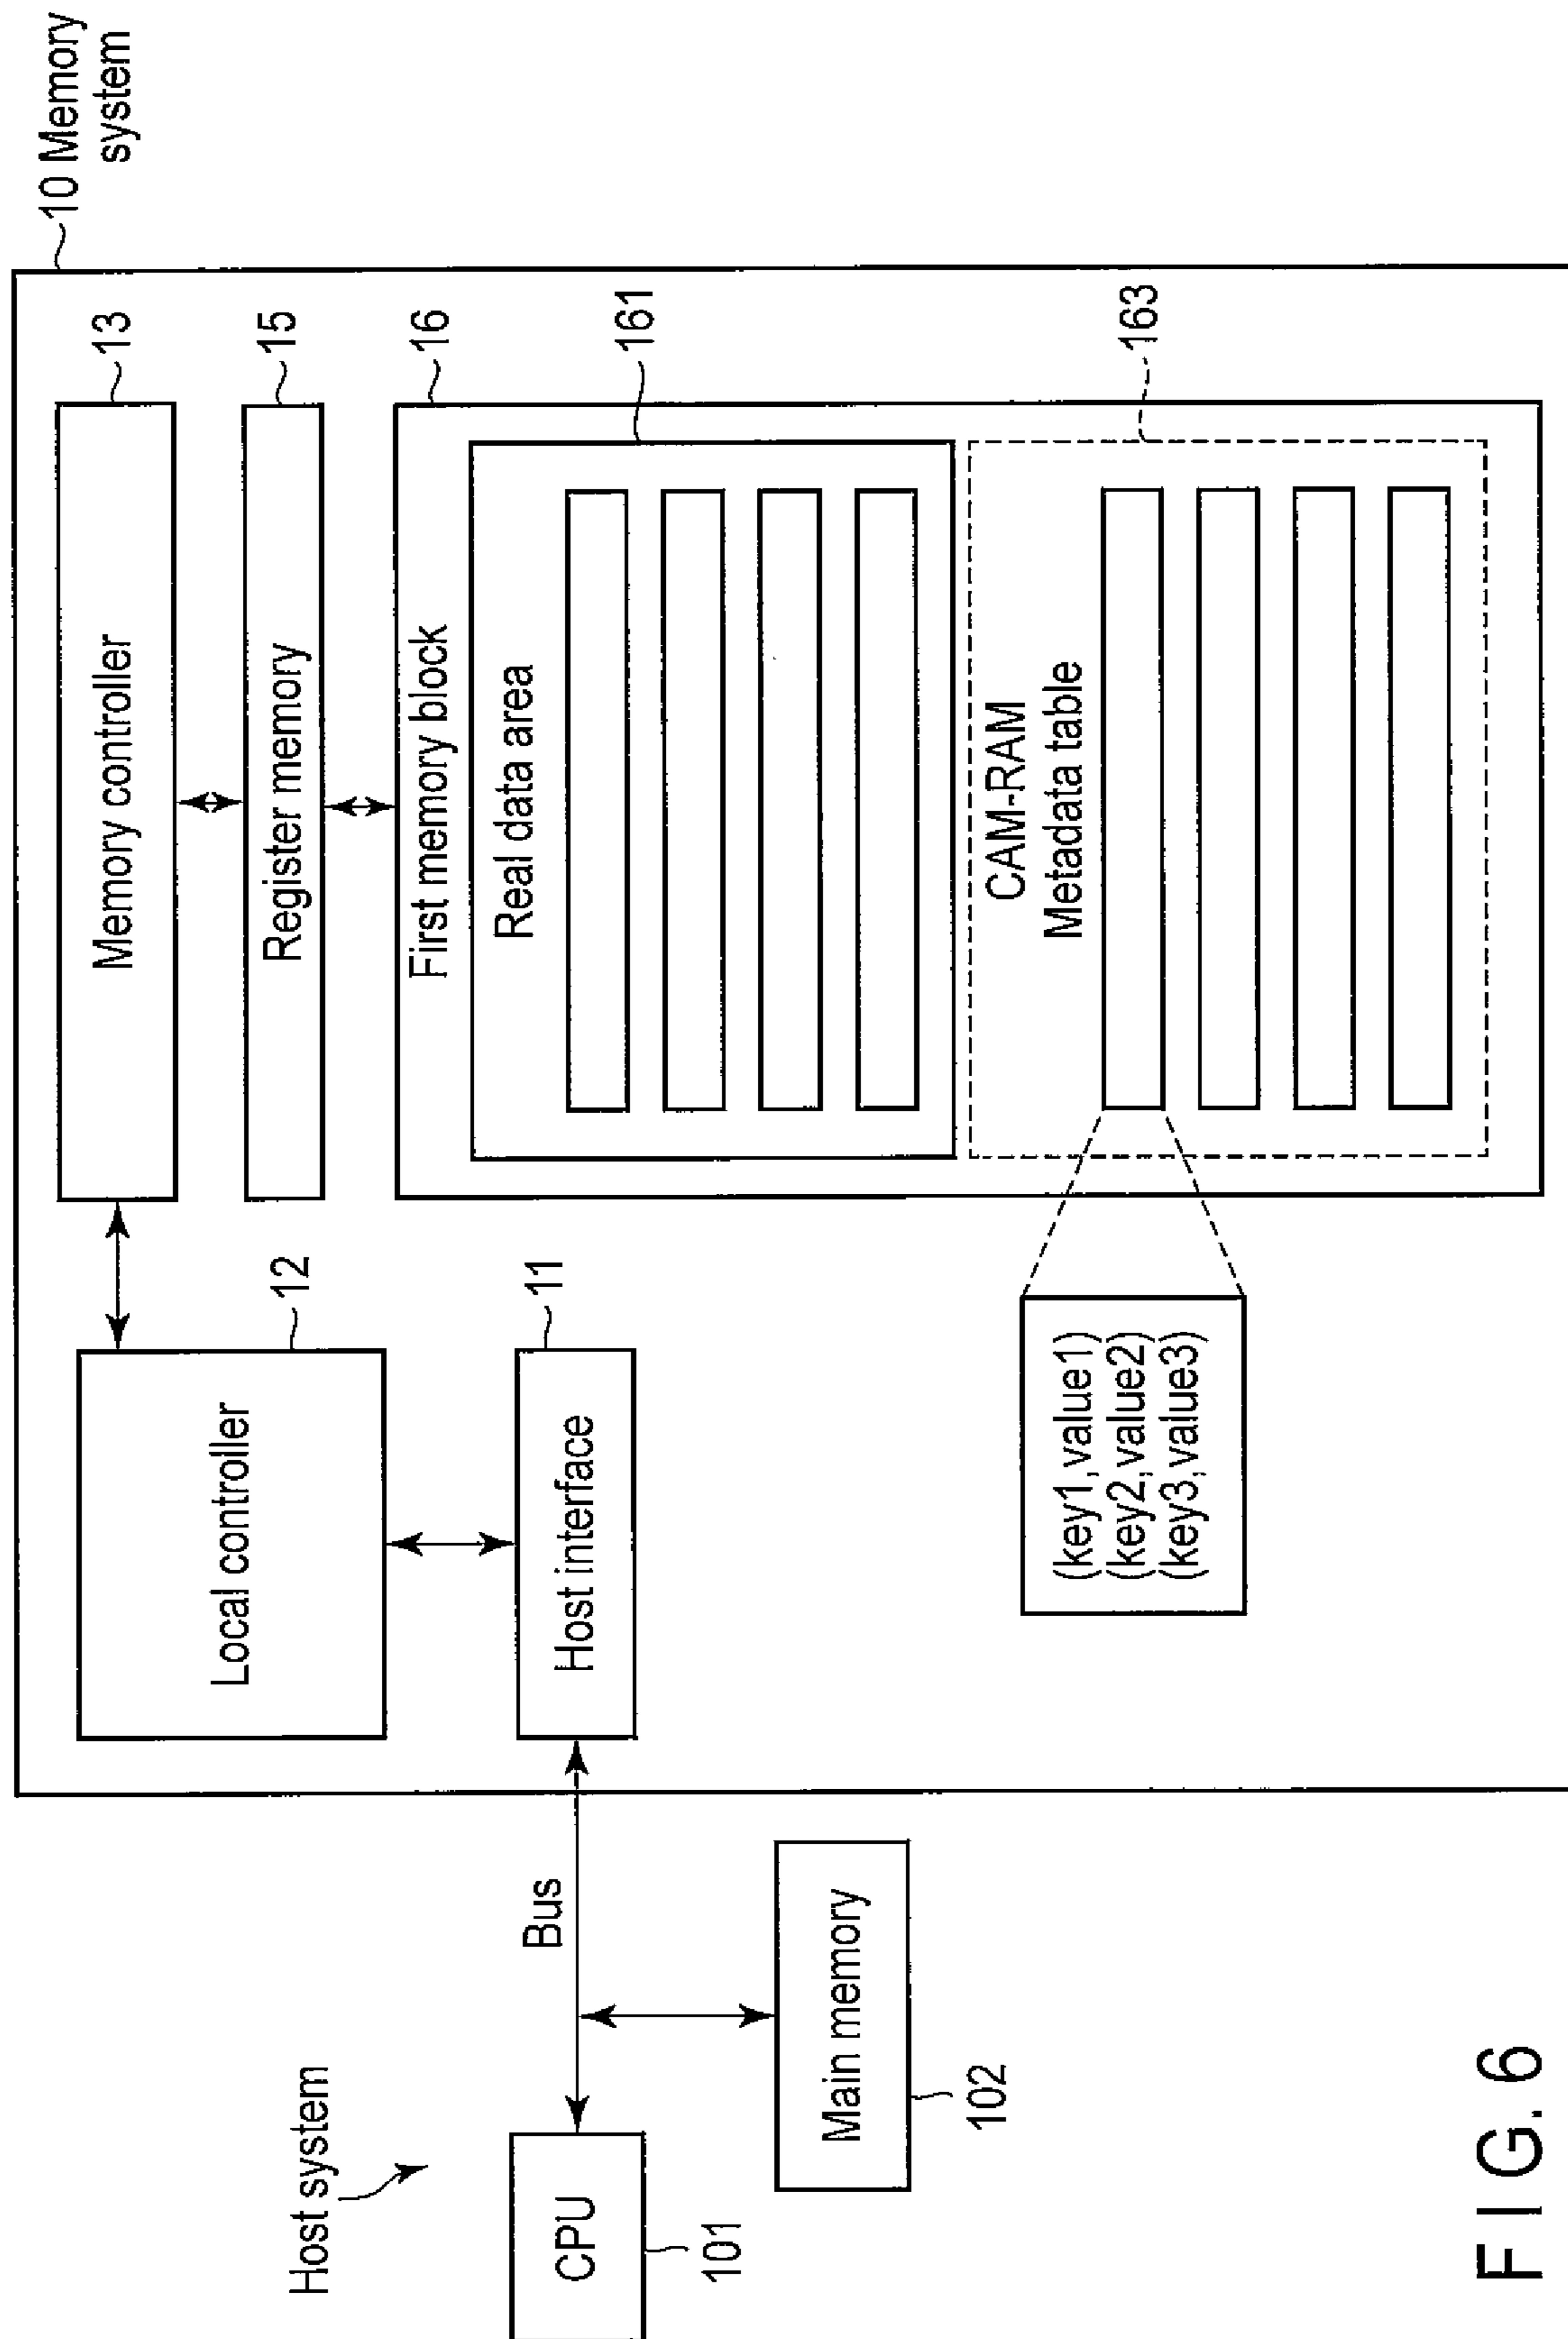 10 Memory
system
Host system
CPU
101
Bus
Main memory
102
Local controller
12
Host interface
11
Memory controller
13
Register memory
15
First memory block
16
Real data area
161
CAM-RAM
Metadata table
163
(key1,value1)
(key2,value2)
(key3,value3)
FIG. 6